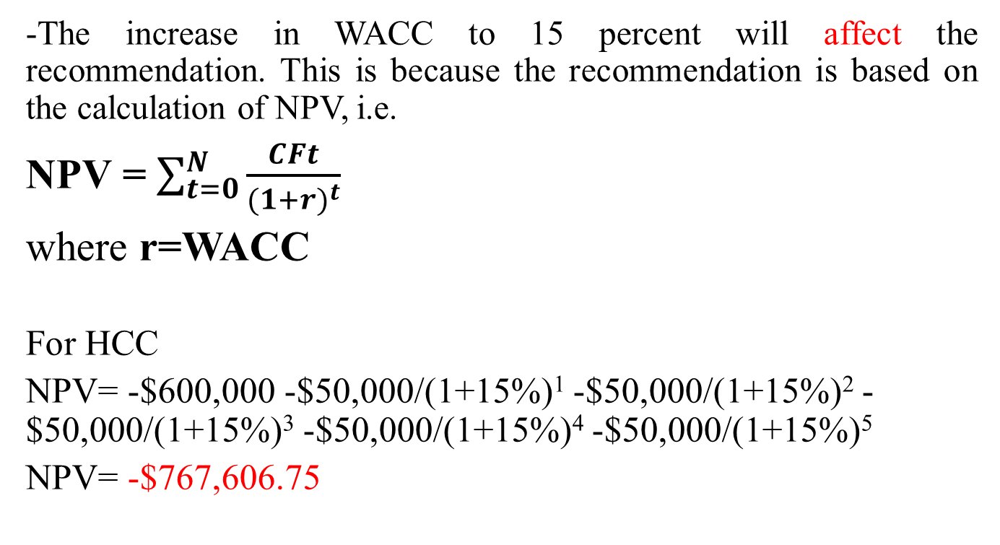 -The increase in WACC to 15 percent will affect the
recommendation. This is because the recommendation is based on
the calculation of NPV, i.e.
NPV = ∑ᴺₜ₌₀ CFt/(1+r)ᵗ
where r=WACC
For HCC
NPV= -$600,000 -$50,000/(1+15%)¹ -$50,000/(1+15%)² -
$50,000/(1+15%)³ -$50,000/(1+15%)⁴ -$50,000/(1+15%)⁵
NPV= -$767,606.75